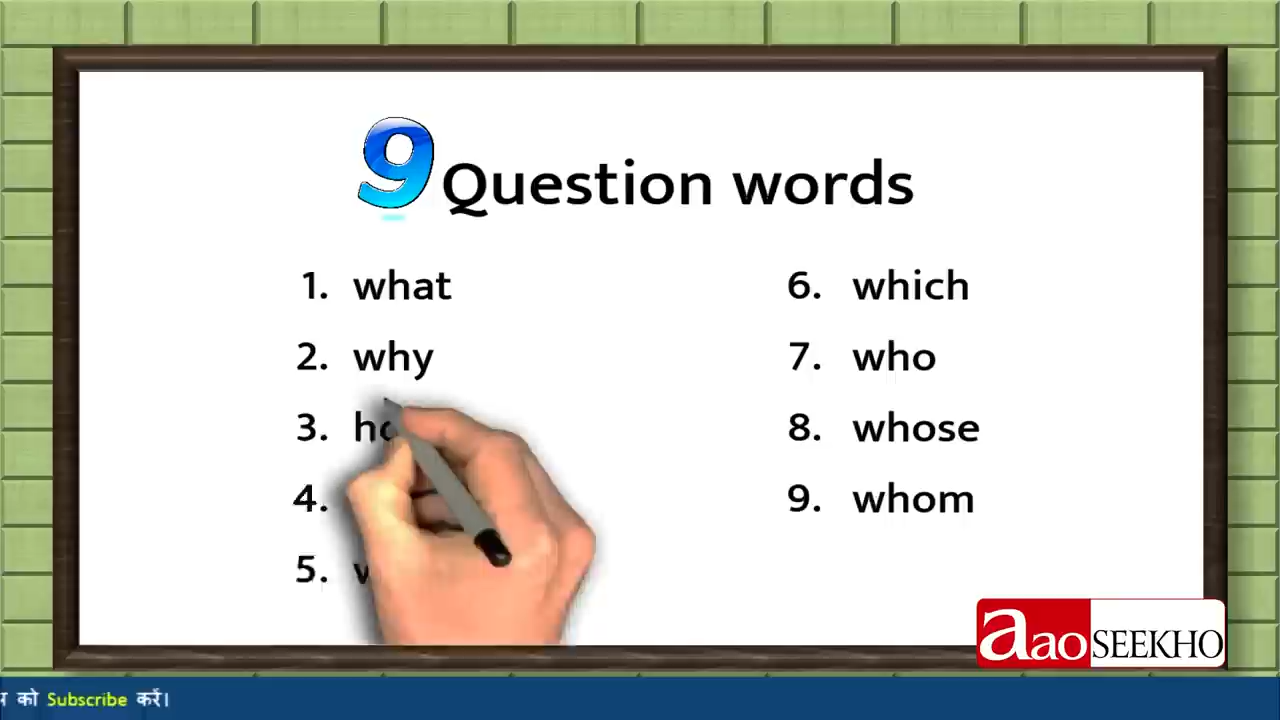 9 Question words
1. what
2. why
3.
4.
5.
6. which
7. who
8. whose
9. whom
aao SEEKHO
को Subscribe करें।